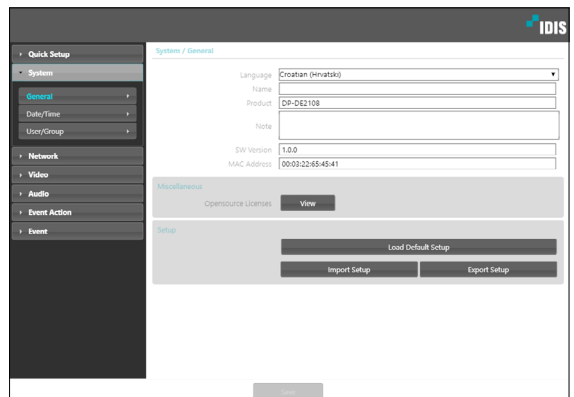 IDIS
Quick Setup
System
General
Date/Time
User/Group
Network
Video
Audio
Event Action
Event
System / General
Language Croatian (Hrvatski)
Name
Product DP-DE2108
Note
SW Version 1.0.0
MAC Address 00:03:22:65:45:41
Miscellaneous
Opensource Licenses View
Setup
Load Default Setup
Import Setup Export Setup
Save